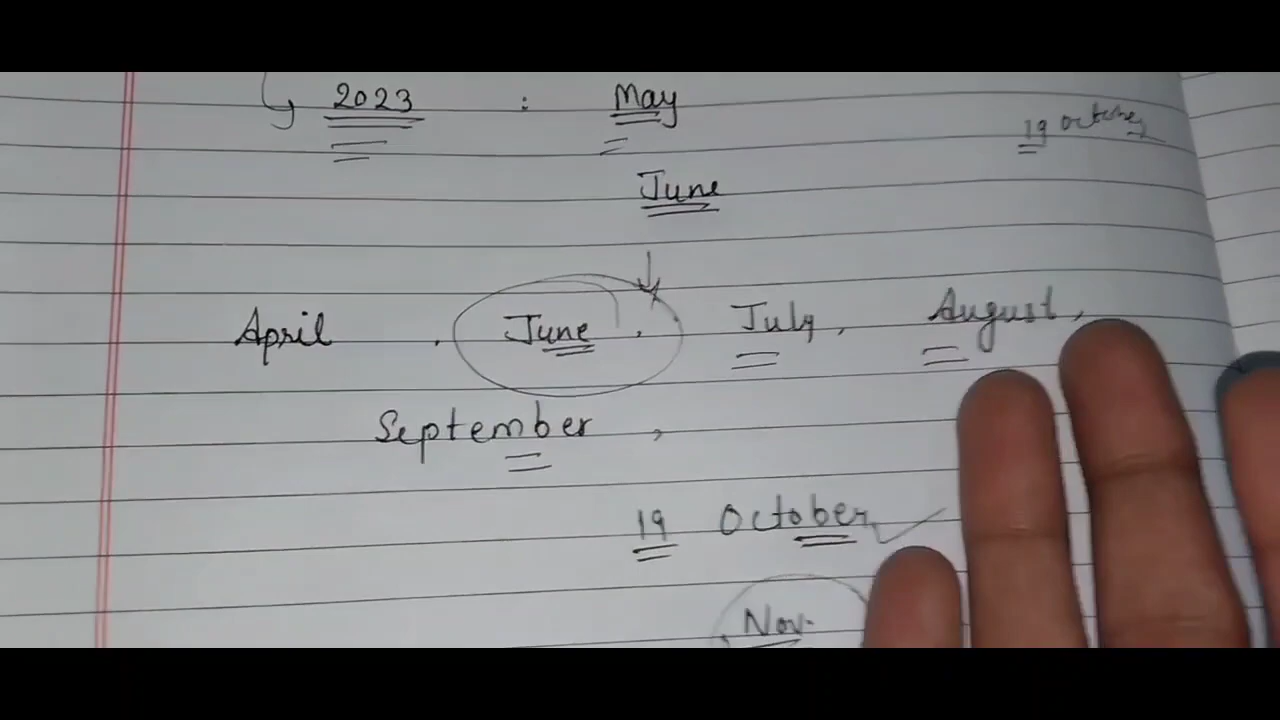 2023 : May
19 October
June
April , June , July , August ,
September ,
19 October
Nov.